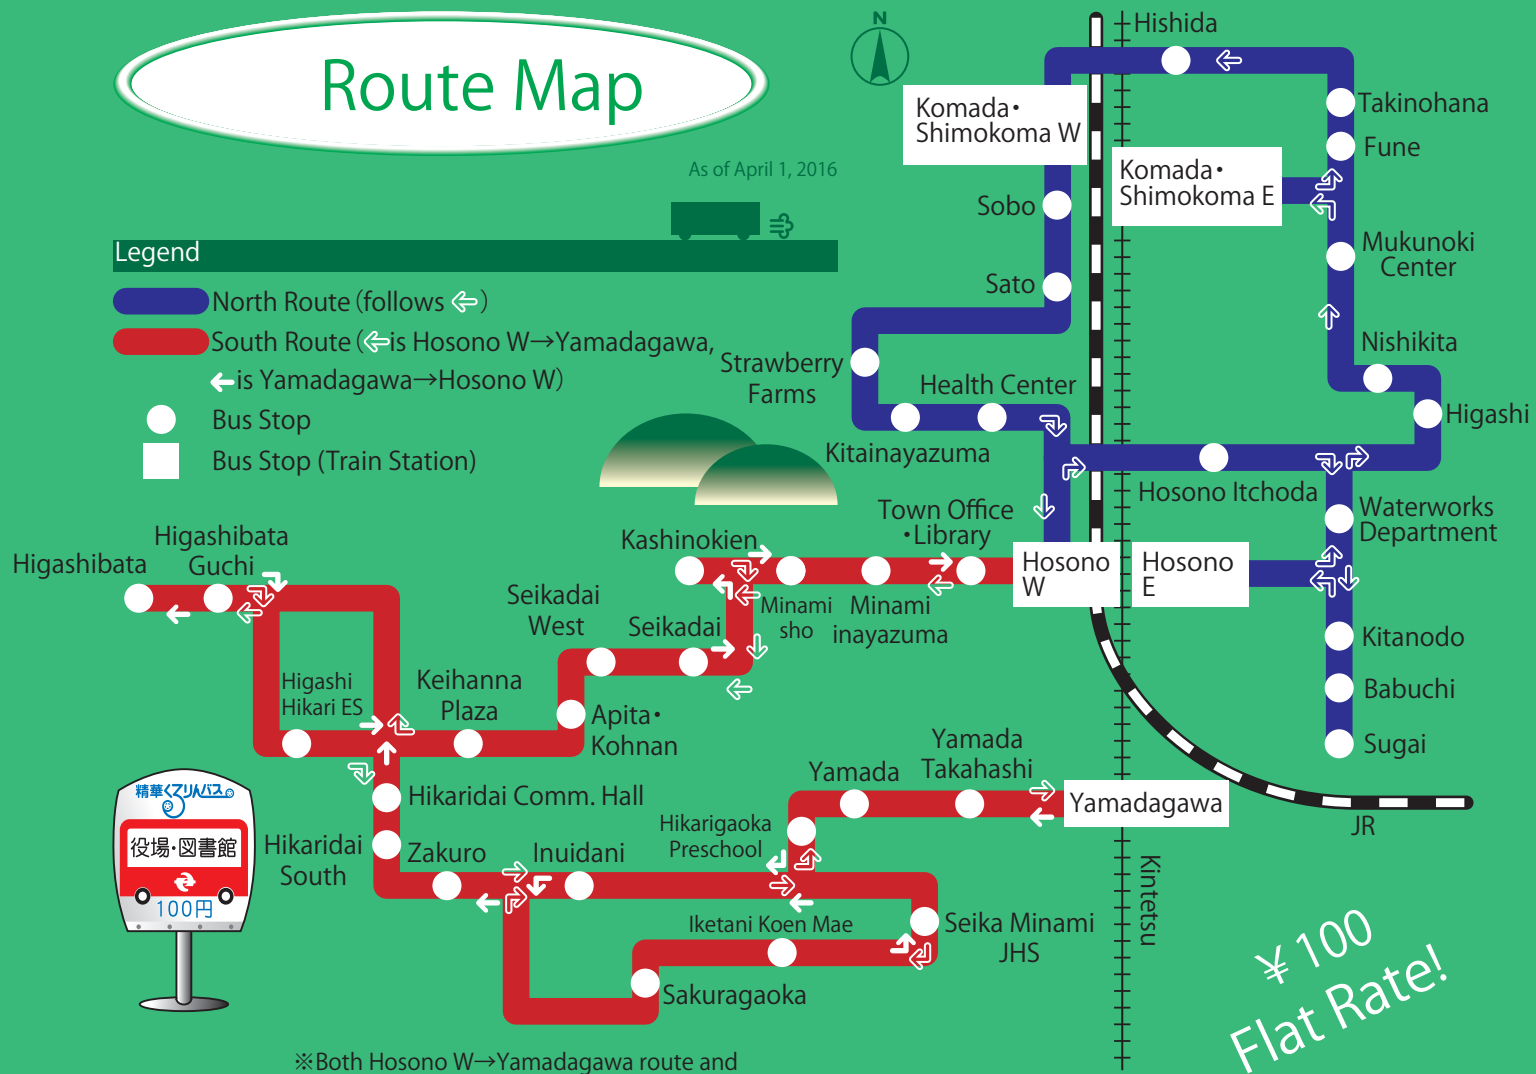 Route Map
N
As of April 1, 2016
Legend
North Route (follows ⇦)
South Route (⇦is Hosono W→Yamadagawa,
←is Yamadagawa→Hosono W)
Bus Stop
Bus Stop (Train Station)
Hishida
Komada・
Shimokoma W
Takinohana
Fune
Komada・
Shimokoma E
Sobo
Mukunoki
Center
Sato
Nishikita
Strawberry
Farms
Health Center
Higashi
Kitainayazuma
Hosono Itchoda
Waterworks
Department
Town Office
・Library
Kashinokien
Higashibata
Guchi
Higashibata
Hosono
W
Hosono
E
Seikadai
West
Seikadai
Minami
sho
Minami
inayazuma
Kitanodo
Babuchi
Sugai
Higashi
Hikari ES
Keihanna
Plaza
Apita・
Kohnan
Yamada
Takahashi
Yamada
Yamadagawa
Hikaridai Comm. Hall
Hikarigaoka
Preschool
JR
Hikaridai
South
Zakuro
Inuidani
Kintetsu
Iketani Koen Mae
Seika Minami
JHS
Sakuragaoka
精華くるりんバス
役場・図書館
100円
￥100
Flat Rate!
※Both Hosono W→Yamadagawa route and